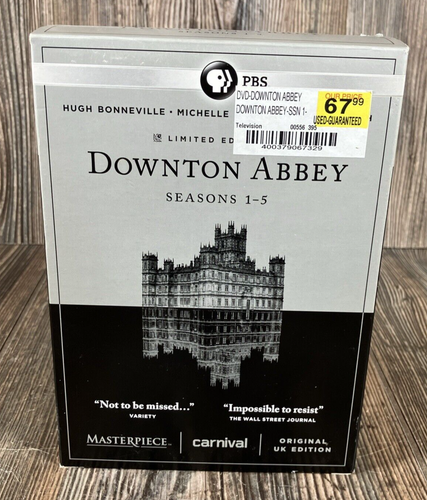 PBS
DVD-DOWNTON ABBEY
DOWNTON ABBEY-SSN 1-
OUR PRICE
67.99
USED-GUARANTEED
Television 00556 395
400379067329
HUGH BONNEVILLE • MICHELLE
LIMITED
DOWNTON ABBEY
SEASONS 1–5
“Not to be missed...”
VARIETY
“Impossible to resist”
THE WALL STREET JOURNAL
MASTERPIECE™
carnival
ORIGINAL
UK EDITION